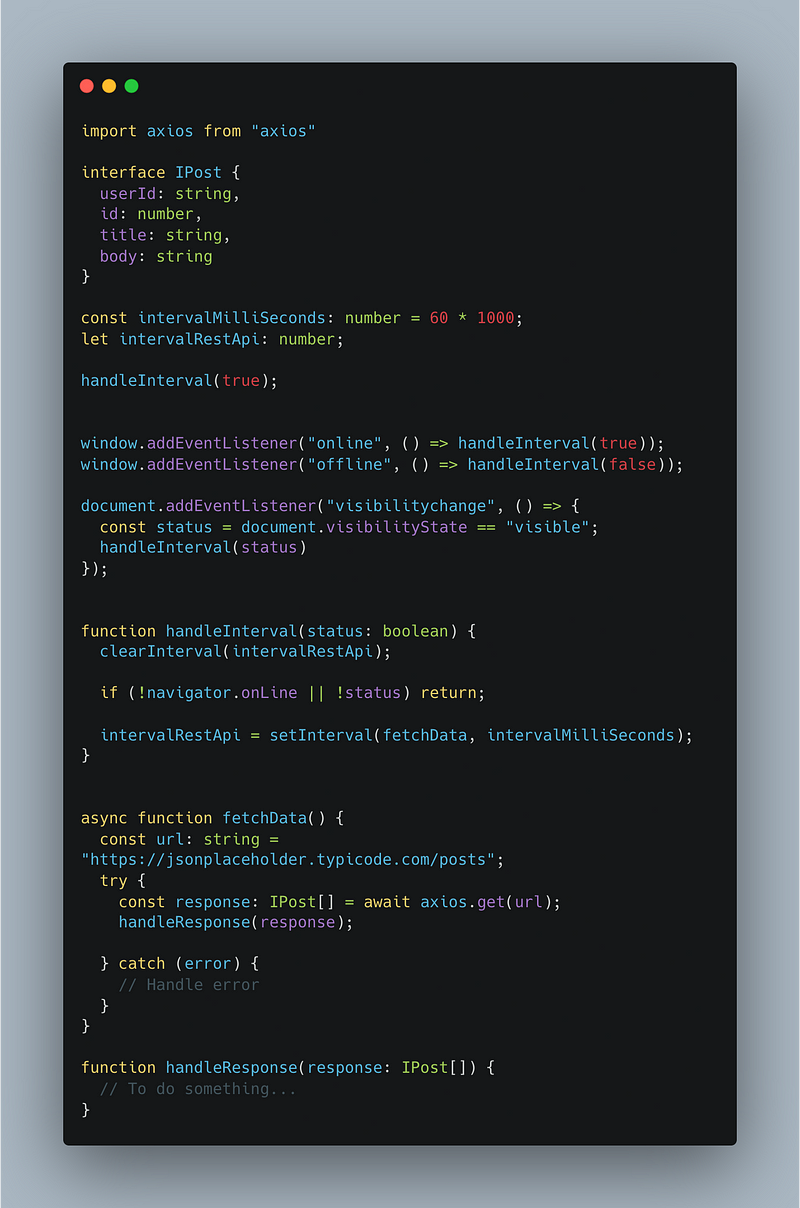 import axios from "axios"
interface IPost {
  userId: string,
  id: number,
  title: string,
  body: string
}
const intervalMilliSeconds: number = 60 * 1000;
let intervalRestApi: number;
handleInterval(true);
window.addEventListener("online", () => handleInterval(true));
window.addEventListener("offline", () => handleInterval(false));
document.addEventListener("visibilitychange", () => {
  const status = document.visibilityState == "visible";
  handleInterval(status)
});
function handleInterval(status: boolean) {
  clearInterval(intervalRestApi);
  if (!navigator.onLine || !status) return;
  intervalRestApi = setInterval(fetchData, intervalMilliSeconds);
}
async function fetchData() {
  const url: string =
"https://jsonplaceholder.typicode.com/posts";
  try {
    const response: IPost[] = await axios.get(url);
    handleResponse(response);
  } catch (error) {
    // Handle error
  }
}
function handleResponse(response: IPost[]) {
  // To do something...
}